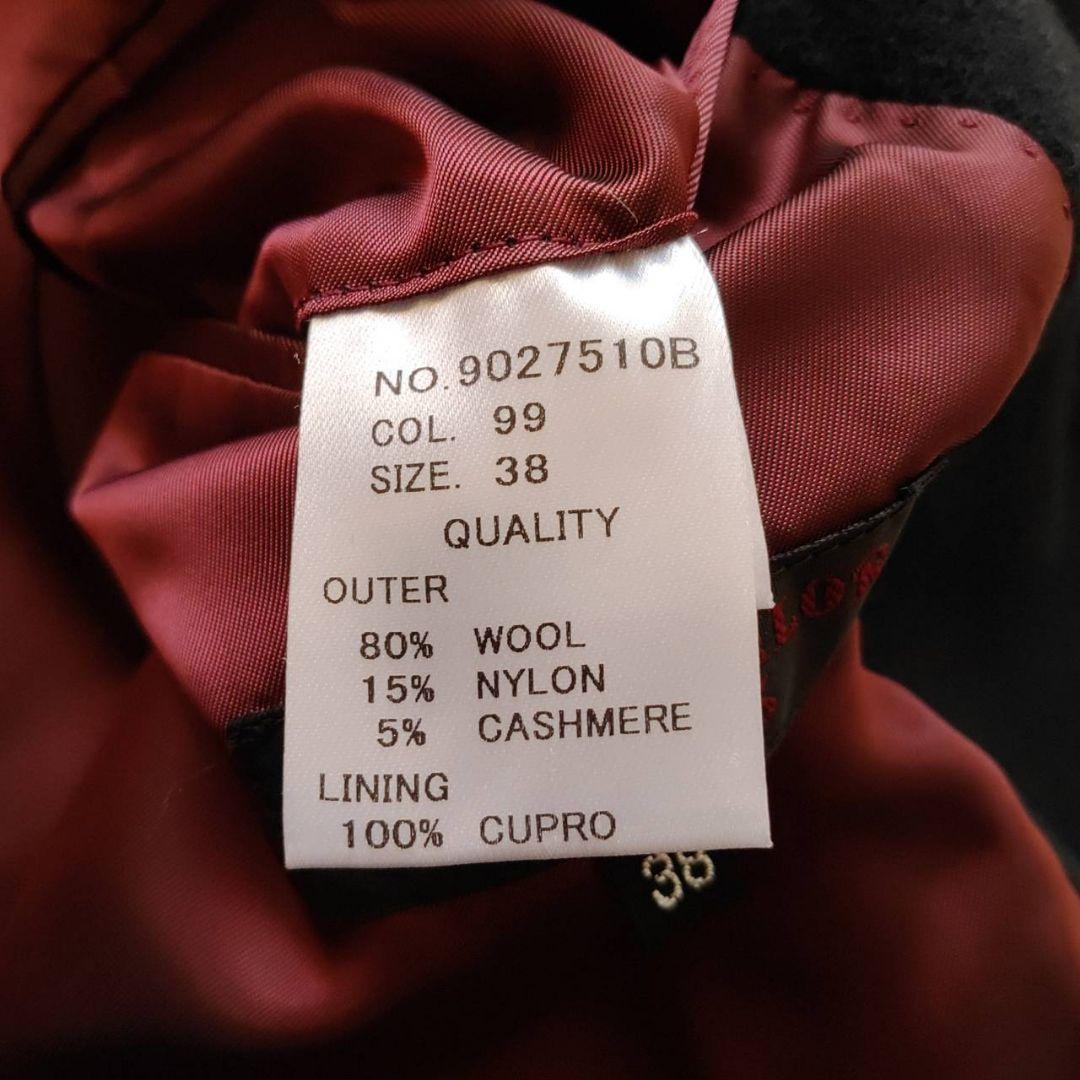 NO.9027510B
COL. 99
SIZE. 38
QUALITY
OUTER
80% WOOL
15% NYLON
5% CASHMERE
LINING
100% CUPRO
38